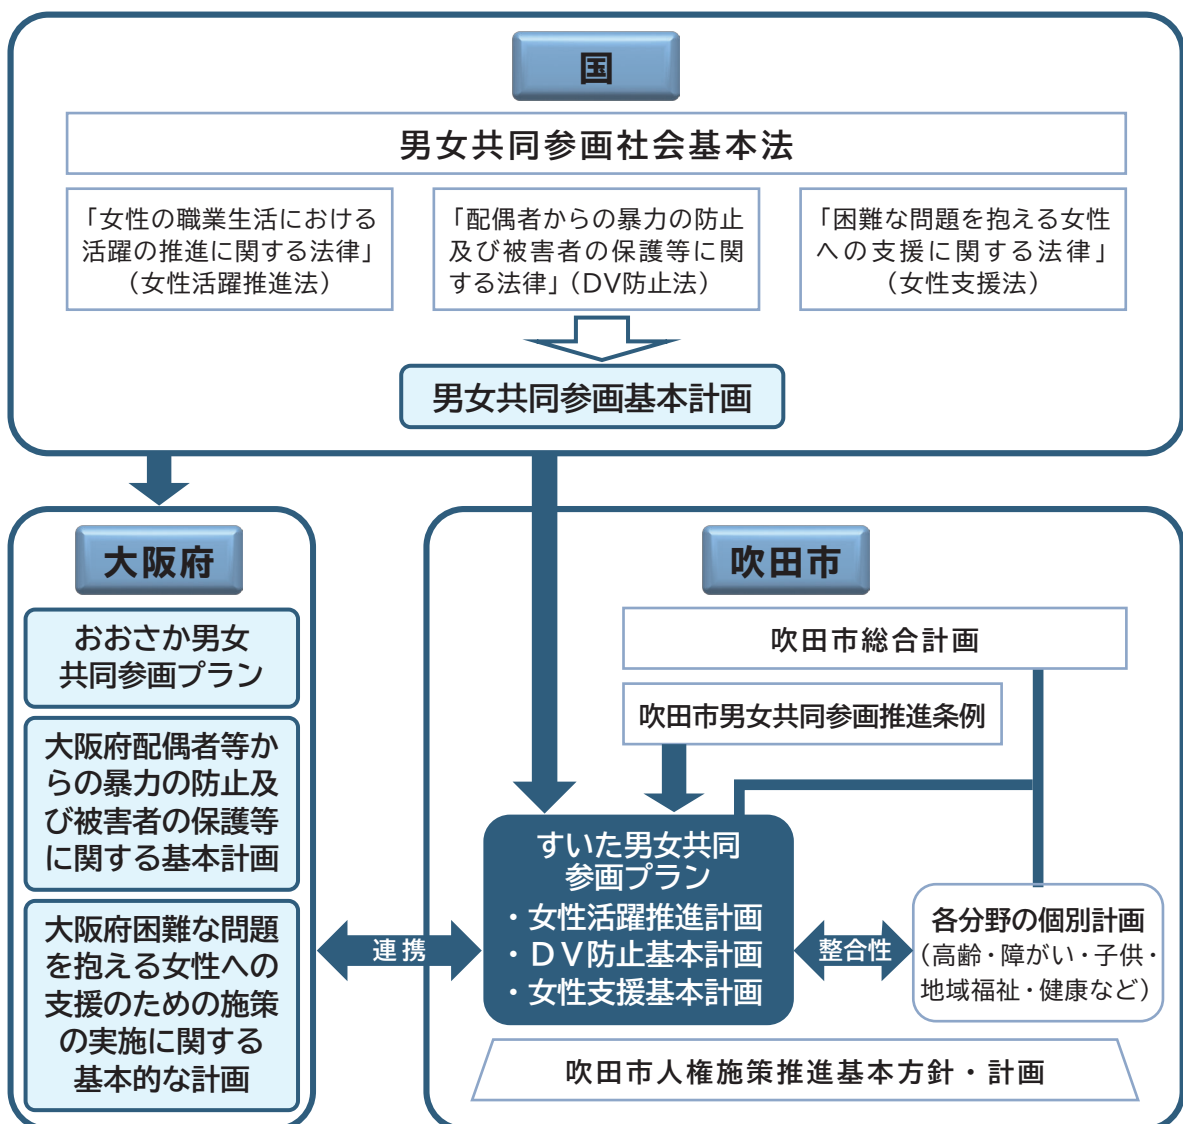 国
男女共同参画社会基本法
「女性の職業生活における
活躍の推進に関する法律」
（女性活躍推進法）
「配偶者からの暴力の防止
及び被害者の保護等に関
する法律」（DV防止法）
「困難な問題を抱える女性
への支援に関する法律」
（女性支援法）
男女共同参画基本計画
大阪府
おおさか男女
共同参画プラン
大阪府配偶者等か
らの暴力の防止及
び被害者の保護等
に関する基本計画
大阪府困難な問題
を抱える女性への
支援のための施策
の実施に関する
基本的な計画
連携
吹田市
吹田市総合計画
吹田市男女共同参画推進条例
すいた男女共同
参画プラン
・女性活躍推進計画
・ＤＶ防止基本計画
・女性支援基本計画
整合性
各分野の個別計画
（高齢・障がい・子供・
地域福祉・健康など）
吹田市人権施策推進基本方針・計画